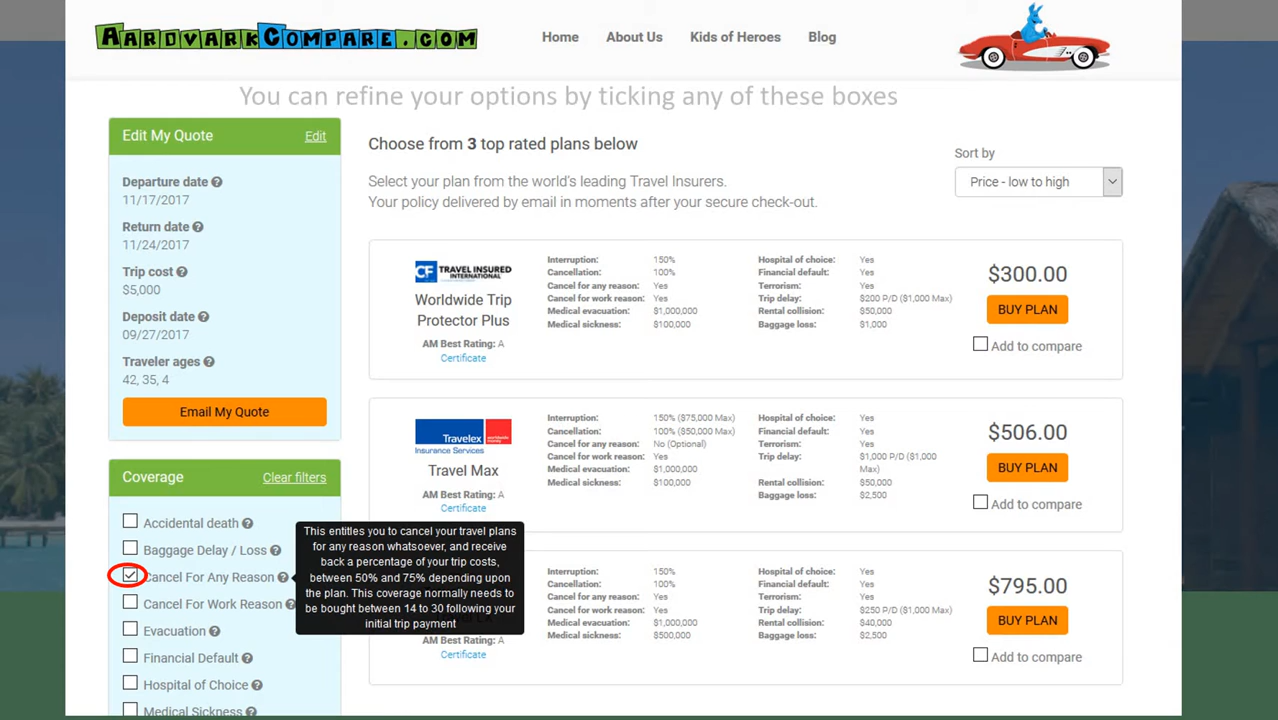 AARDVARKCOMPARE.COM
Home About Us Kids of Heroes Blog
You can refine your options by ticking any of these boxes
Edit My Quote Edit
Departure date
11/17/2017
Return date
11/24/2017
Trip cost
$5,000
Deposit date
09/27/2017
Traveler ages
42, 35, 4
Email My Quote
Coverage Clear filters
Accidental death
Baggage Delay / Loss
Cancel For Any Reason
Cancel For Work Reason
Evacuation
Financial Default
Hospital of Choice
Medical Sickness
This entitles you to cancel your travel plans
for any reason whatsoever, and receive
back a percentage of your trip costs,
between 50% and 75% depending upon
the plan. This coverage normally needs to
be bought between 14 to 30 following your
initial trip payment
Choose from 3 top rated plans below
Select your plan from the world's leading Travel Insurers.
Your policy delivered by email in moments after your secure check-out.
Sort by
Price - low to high
TRAVEL INSURED
INTERNATIONAL
Worldwide Trip
Protector Plus
AM Best Rating: A
Certificate
Interruption: 150%
Cancellation: 100%
Cancel for any reason: Yes
Cancel for work reason: Yes
Medical evacuation: $1,000,000
Medical sickness: $100,000
Hospital of choice: Yes
Financial default: Yes
Terrorism: Yes
Trip delay: $200 P/D ($1,000 Max)
Rental collision: $50,000
Baggage loss: $1,000
$300.00
BUY PLAN
Add to compare
Travelex
Insurance Services
Travel Max
AM Best Rating: A
Certificate
Interruption: 150% ($75,000 Max)
Cancellation: 100% ($50,000 Max)
Cancel for any reason: No (Optional)
Cancel for work reason: Yes
Medical evacuation: $1,000,000
Medical sickness: $100,000
Hospital of choice: Yes
Financial default: Yes
Terrorism: Yes
Trip delay: $1,000 P/D ($1,000
Max)
Rental collision: $50,000
Baggage loss: $2,500
$506.00
BUY PLAN
Add to compare
AM Best Rating: A
Certificate
Interruption: 150%
Cancellation: 100%
Cancel for any reason: Yes
Cancel for work reason: Yes
Medical evacuation: $1,000,000
Medical sickness: $500,000
Hospital of choice: Yes
Financial default: Yes
Terrorism: Yes
Trip delay: $250 P/D ($1,000 Max)
Rental collision: $40,000
Baggage loss: $2,500
$795.00
BUY PLAN
Add to compare